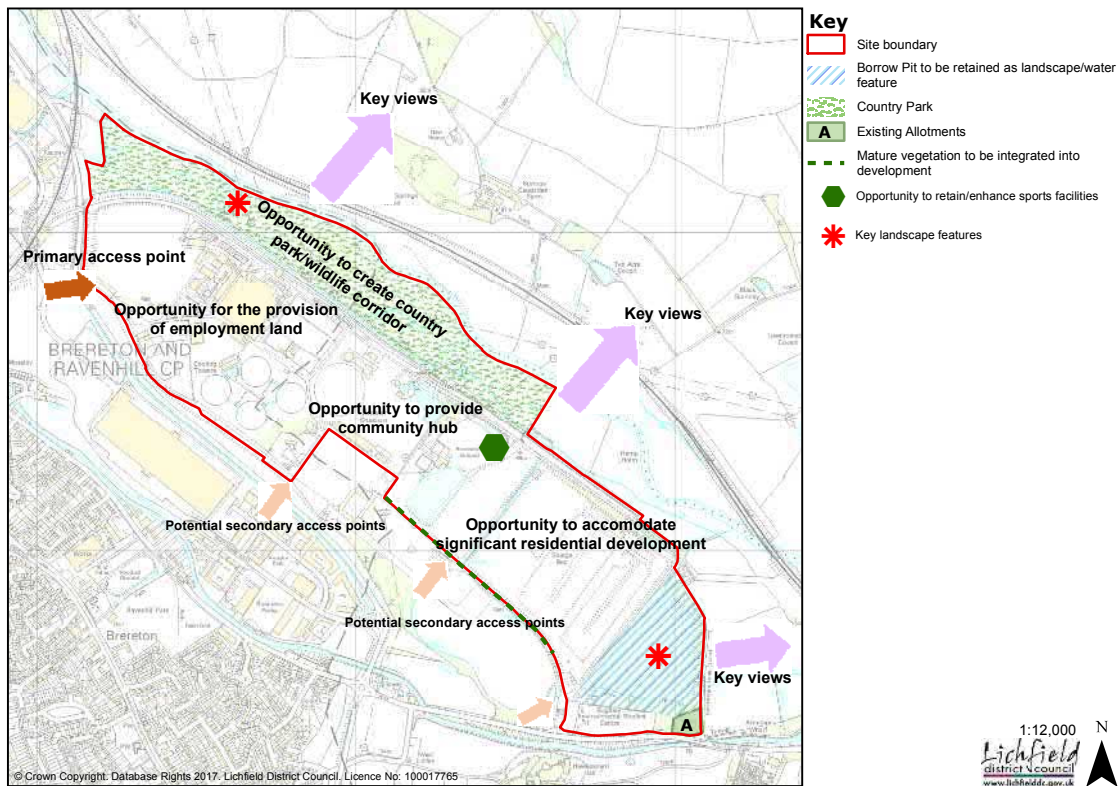 Key views
Opportunity to create country
park/wildlife corridor
Primary access point
Opportunity for the provision
of employment land
BRERETON AND
RAVENHILL CP
Key views
Opportunity to provide
community hub
Potential secondary access points
Opportunity to accomodate
significant residential development
Potential secondary access points
Brereton
Ravenhill Park
Key views
A
© Crown Copyright. Database Rights 2017. Lichfield District Council. Licence No: 100017765
Key
Site boundary
Borrow Pit to be retained as landscape/water
feature
Country Park
A
Existing Allotments
Mature vegetation to be integrated into
development
Opportunity to retain/enhance sports facilities
Key landscape features
1:12,000
N
Lichfield
district council
www.lichfielddc.gov.uk